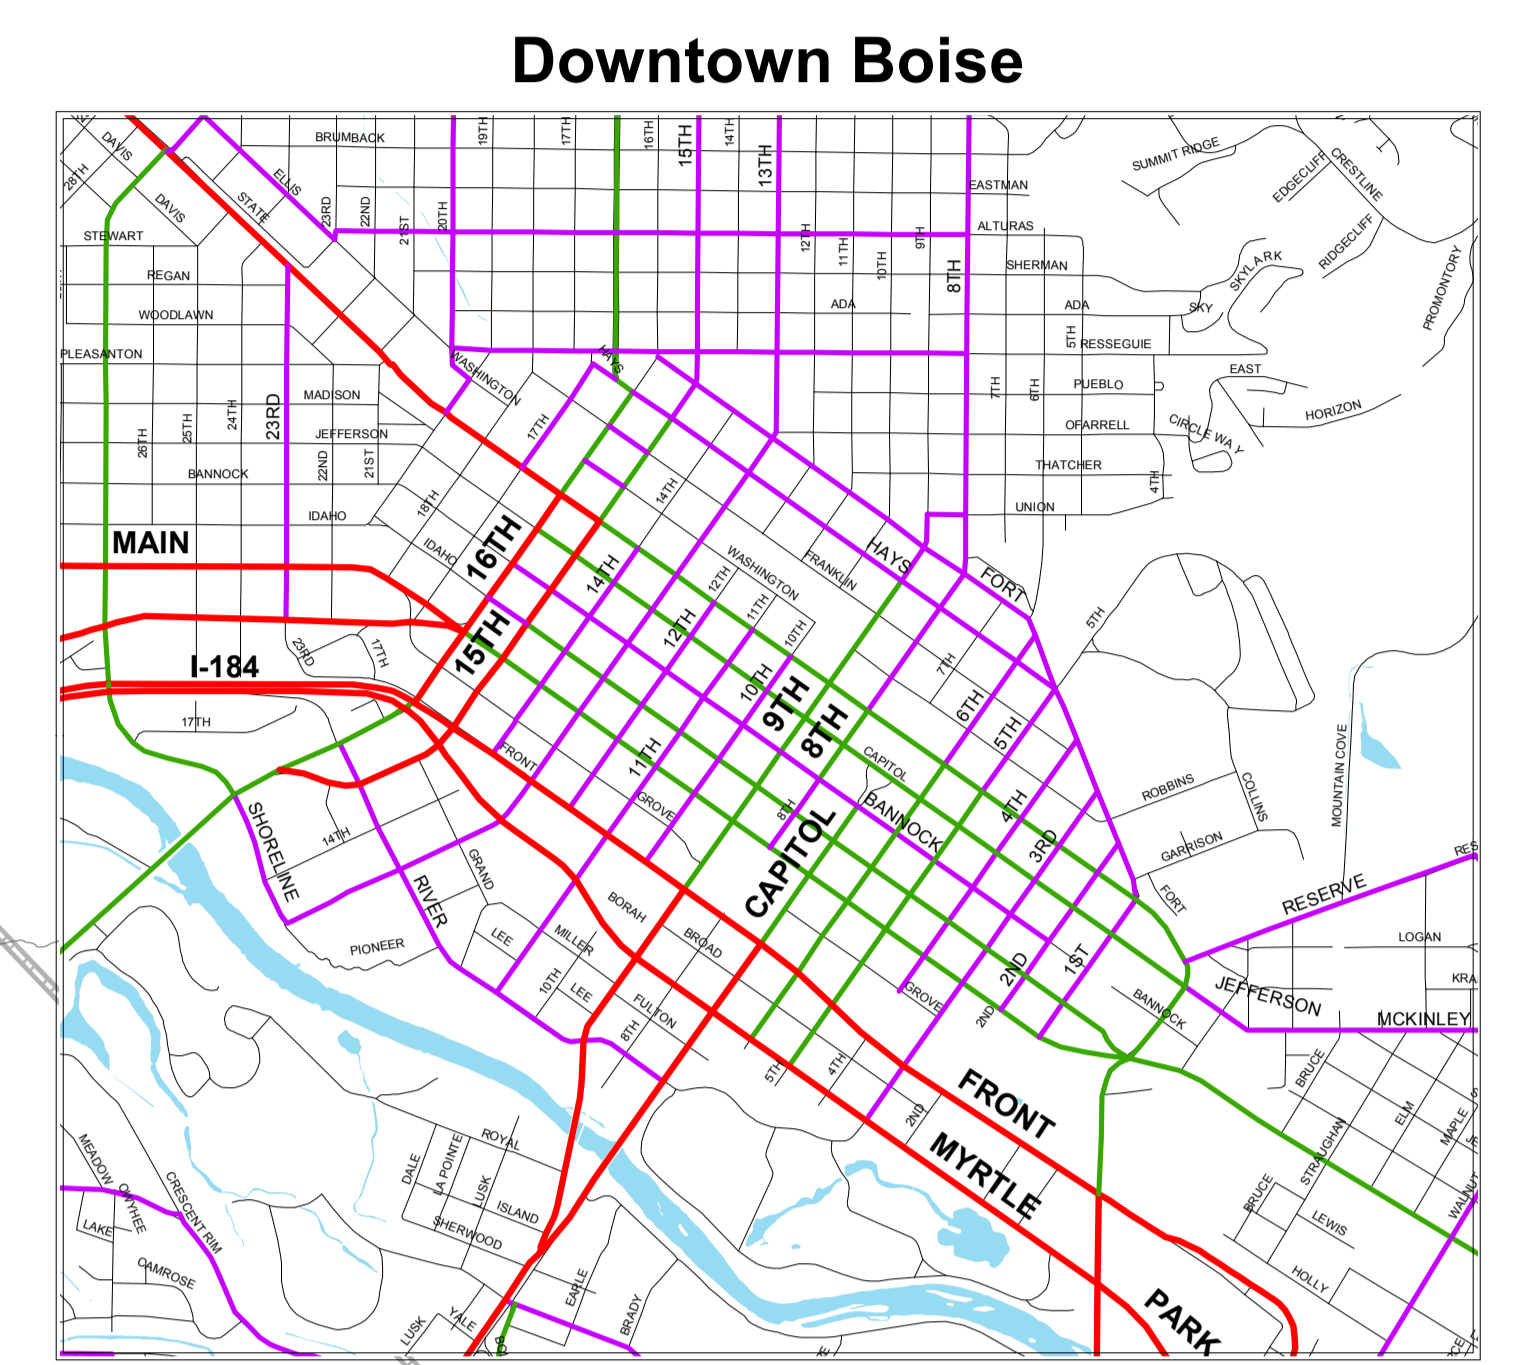 Downtown Boise
DAVIS
28TH
BRUMBACK
19TH
17TH
16TH
15TH
14TH
13TH
SUMMIT RIDGE
EDGECLIFF
CRESTLINE
DAVIS
ELLIS
STATE
23RD
22ND
21ST
20TH
EASTMAN
ALTURAS
STEWART
12TH
11TH
10TH
9TH
8TH
SHERMAN
SKYLARK
RIDGECLIFF
PROMONTORY
REGAN
ADA
ADA
SKY
WOODLAWN
PLEASANTON
WASHINGTON
HAYS
5TH
RESSEGUIE
EAST
MADISON
7TH
6TH
PUEBLO
HORIZON
26TH
25TH
24TH
23RD
JEFFERSON
17TH
OFARRELL
CIRCLE WAY
BANNOCK
22ND
21ST
THATCHER
4TH
IDAHO
18TH
14TH
UNION
MAIN
IDAHO
16TH
14TH
WASHINGTON
FRANKLIN
HAYS
FORT
12TH
11TH
10TH
5TH
23RD
17TH
15TH
12TH
I-184
10TH
9TH
8TH
7TH
6TH
5TH
17TH
FRONT
11TH
CAPITOL
MOUNTAIN COVE
GROVE
8TH
BANNOCK
4TH
ROBBINS
COLLINS
SHORELINE
14TH
GRAND
CAPITOL
3RD
GARRISON
RES
RIVER
BORAH
FORT
RESERVE
LEE
MILLER
BROAD
LOGAN
PIONEER
10TH
LEE
FULTON
8TH
GROVE
2ND
2ND
1ST
BANNOCK
JEFFERSON
KRA
MCKINLEY
5TH
4TH
2ND
FRONT
BRUCE
ELM
MAPLE
MEADOW
OWYHEE
CRESCENT RIM
ROYAL
DALE
LA POINTE
LUSK
ISLAND
SHERWOOD
MYRTLE
STRAUGHAN
BRUCE
WALNUT
LAKE
LEWIS
CAMROSE
HOLLY
EARLE
BRADY
PARK
LUSK
YALE